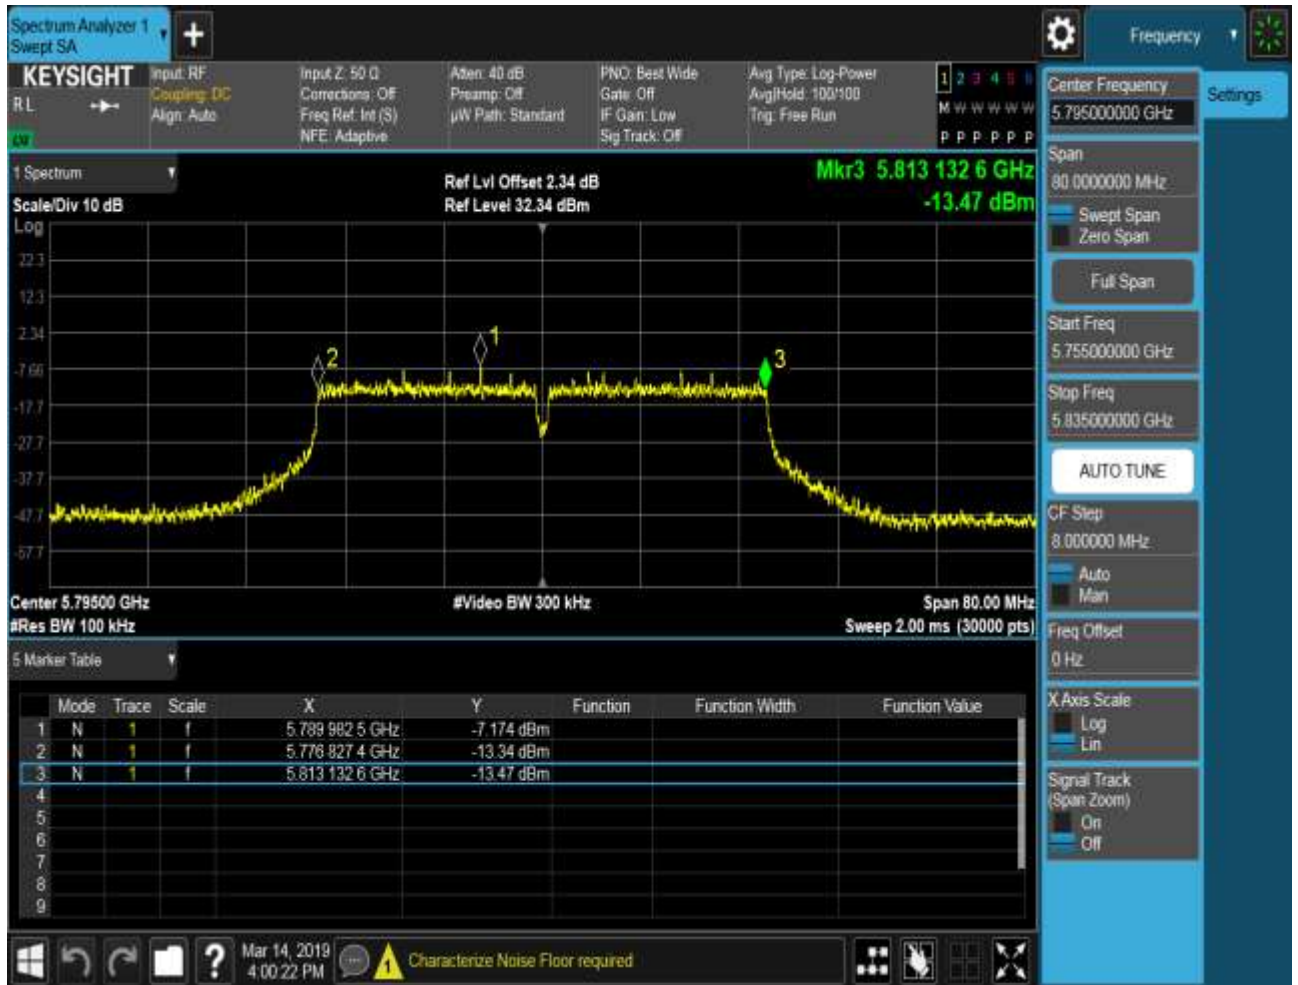 Spectrum Analyzer 1
Swept SA
+
Frequency
KEYSIGHT
RL
Input: RF
Coupling: DC
Align: Auto
Input Z: 50 Ω
Corrections: Off
Freq Ref: Int (S)
NFE: Adaptive
Atten: 40 dB
Preamp: Off
µW Path: Standard
PNO: Best Wide
Gate: Off
IF Gain: Low
Sig Track: Off
Avg Type: Log-Power
Avg|Hold: 100/100
Trig: Free Run
1 2 3 4 5 6
M W W W W W
P P P P P P
1 Spectrum
Scale/Div 10 dB
Ref Lvl Offset 2.34 dB
Ref Level 32.34 dBm
Mkr3 5.813 132 6 GHz
-13.47 dBm
Log
22.3
12.3
2.34
-7.66
-17.7
-27.7
-37.7
-47.7
-57.7
1
2
3
Center 5.79500 GHz
#Res BW 100 kHz
#Video BW 300 kHz
Span 80.00 MHz
Sweep 2.00 ms (30000 pts)
5 Marker Table
Mode Trace Scale X Y Function Function Width Function Value
1 N 1 f 5.789 982 5 GHz -7.174 dBm
2 N 1 f 5.776 827 4 GHz -13.34 dBm
3 N 1 f 5.813 132 6 GHz -13.47 dBm
4
5
6
7
8
9
?
Mar 14, 2019
4:00:22 PM
1
Characterize Noise Floor required
Center Frequency
5.795000000 GHz
Settings
Span
80.0000000 MHz
Swept Span
Zero Span
Full Span
Start Freq
5.755000000 GHz
Stop Freq
5.835000000 GHz
AUTO TUNE
CF Step
8.000000 MHz
Auto
Man
Freq Offset
0 Hz
X Axis Scale
Log
Lin
Signal Track
(Span Zoom)
On
Off